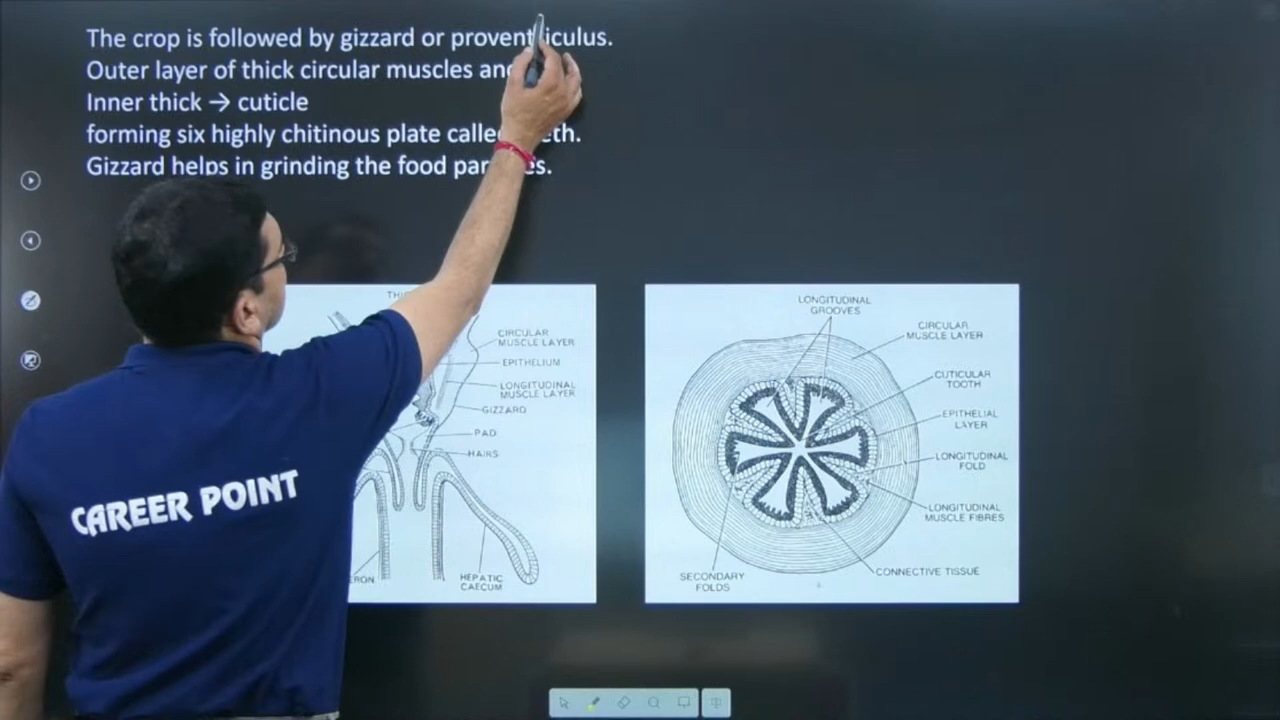 The crop is followed by gizzard or proventiculus.
Outer layer of thick circular muscles and
Inner thick → cuticle
forming six highly chitinous plate called teeth.
Gizzard helps in grinding the food particles.
CIRCULAR
MUSCLE LAYER
EPITHELIUM
LONGITUDINAL
MUSCLE LAYER
GIZZARD
PAD
HAIRS
HEPATIC
CAECUM
LONGITUDINAL
GROOVES
CIRCULAR
MUSCLE LAYER
CUTICULAR
TOOTH
EPITHELIAL
LAYER
LONGITUDINAL
FOLD
LONGITUDINAL
MUSCLE FIBRES
CONNECTIVE TISSUE
SECONDARY
FOLDS
CAREER POINT